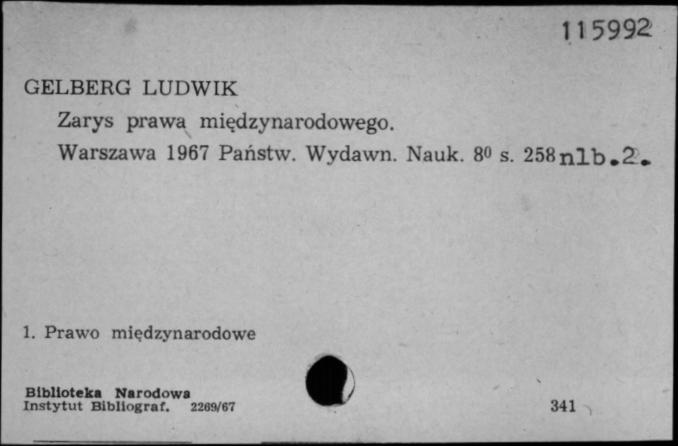 115992
GELBERG LUDWIK
Zarys prawa międzynarodowego.
Warszawa 1967 Państw. Wydawn. Nauk. 8⁰ s. 258 nlb.2.
1. Prawo międzynarodowe
Biblioteka Narodowa
Instytut Bibliograf. 2269/67
341